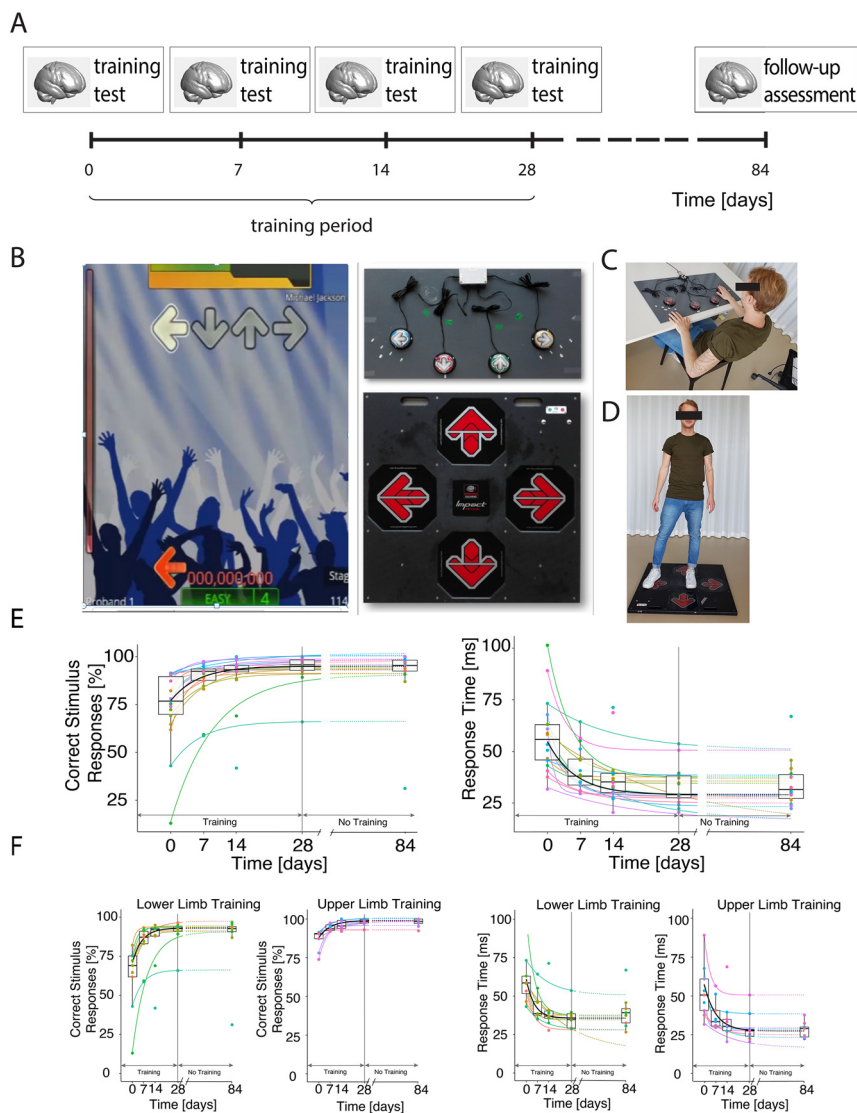 A
training
test
training
test
training
test
training
test
follow-up
assessment
0
7
14
28
84
Time [days]
training period
B
Michael Jackson
000,000,000
Stag
Proband 1
EASY
4
114
Impact
C
D
E
Correct Stimulus
Responses [%]
100
75
50
25
Training
No Training
0
7
14
28
84
Time [days]
Response Time [ms]
100
75
50
25
Training
No Training
0
7
14
28
84
Time [days]
F
Lower Limb Training
Correct Stimulus
Responses [%]
100
75
50
25
0
Training
No Training
0 7 14 28 84
Time [days]
Upper Limb Training
Correct Stimulus
Responses [%]
100
75
50
25
0
Training
No Training
0 7 14 28 84
Time [days]
Lower Limb Training
Response Time [ms]
100
75
50
25
0
Training
No Training
0 7 14 28 84
Time [days]
Upper Limb Training
Response Time [ms]
100
75
50
25
0
Training
No Training
0 7 14 28 84
Time [days]